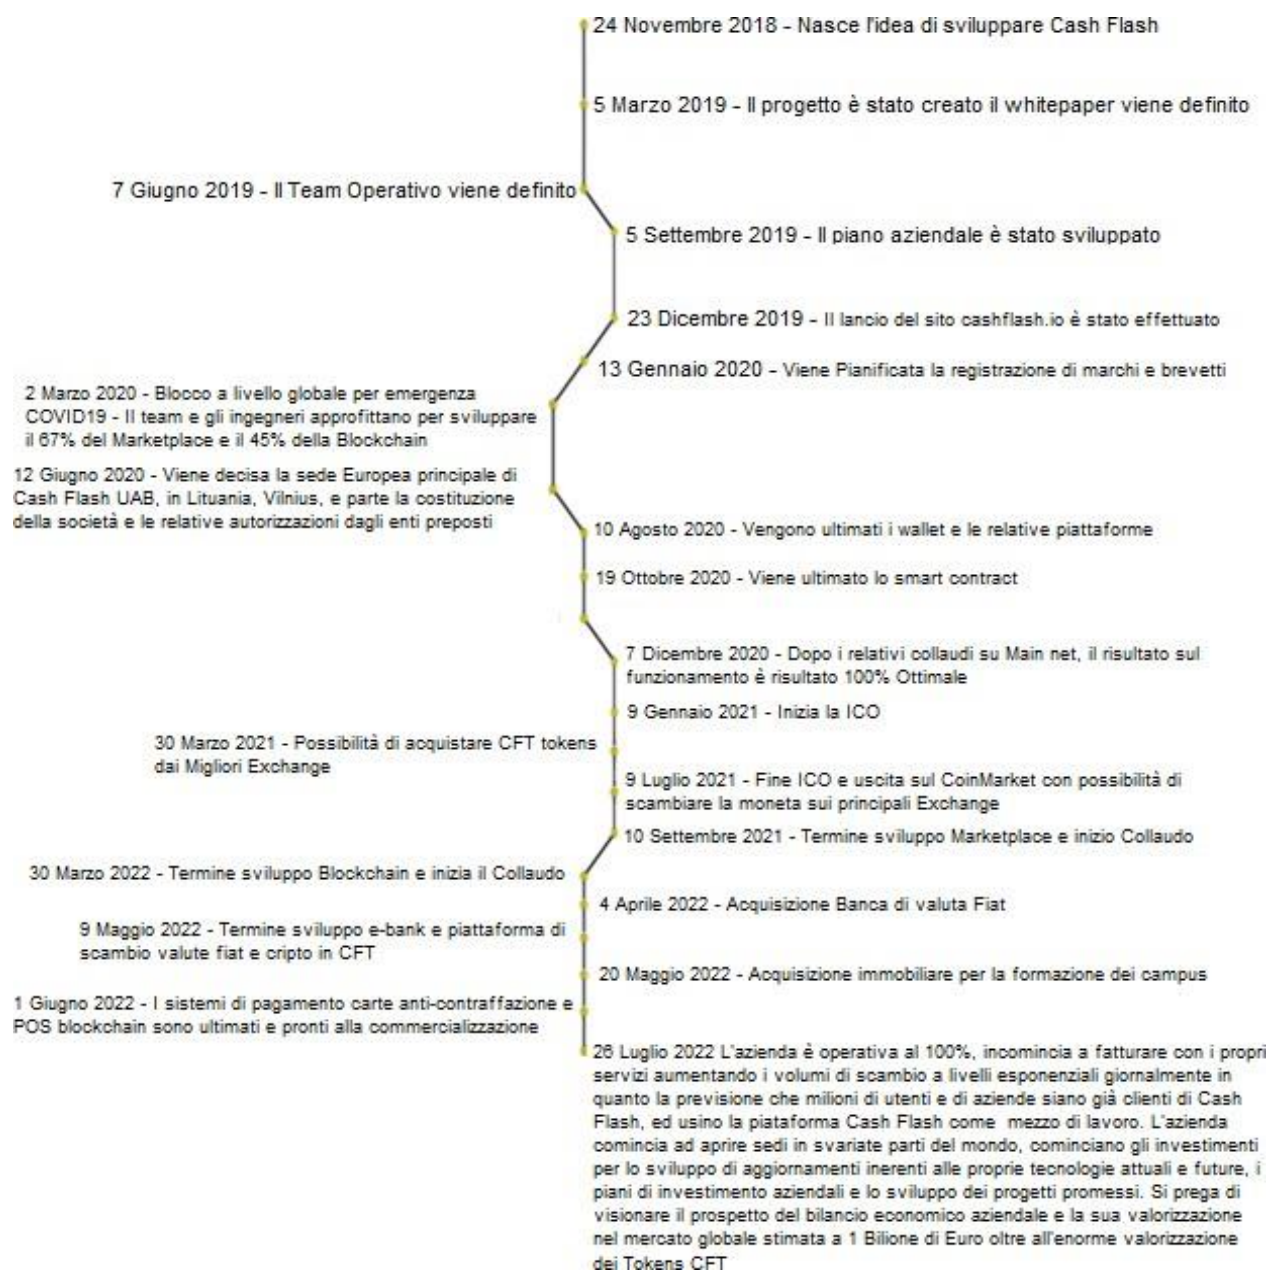 24 Novembre 2018 - Nasce l'idea di sviluppare Cash Flash
5 Marzo 2019 - Il progetto è stato creato il whitepaper viene definito
7 Giugno 2019 - Il Team Operativo viene definito
5 Settembre 2019 - Il piano aziendale è stato sviluppato
23 Dicembre 2019 - Il lancio del sito cashflash.io è stato effettuato
13 Gennaio 2020 - Viene Pianificata la registrazione di marchi e brevetti
2 Marzo 2020 - Blocco a livello globale per emergenza
COVID19 - Il team e gli ingegneri approfittano per sviluppare
il 67% del Marketplace e il 45% della Blockchain
12 Giugno 2020 - Viene decisa la sede Europea principale di
Cash Flash UAB, in Lituania, Vilnius, e parte la costituzione
della società e le relative autorizzazioni dagli enti preposti
10 Agosto 2020 - Vengono ultimati i wallet e le relative piattaforme
19 Ottobre 2020 - Viene ultimato lo smart contract
7 Dicembre 2020 - Dopo i relativi collaudi su Main net, il risultato sul
funzionamento è risultato 100% Ottimale
9 Gennaio 2021 - Inizia la ICO
30 Marzo 2021 - Possibilità di acquistare CFT tokens
dai Migliori Exchange
9 Luglio 2021 - Fine ICO e uscita sul CoinMarket con possibilità di
scambiare la moneta sui principali Exchange
10 Settembre 2021 - Termine sviluppo Marketplace e inizio Collaudo
30 Marzo 2022 - Termine sviluppo Blockchain e inizia il Collaudo
4 Aprile 2022 - Acquisizione Banca di valuta Fiat
9 Maggio 2022 - Termine sviluppo e-bank e piattaforma di
scambio valute fiat e cripto in CFT
20 Maggio 2022 - Acquisizione immobiliare per la formazione dei campus
1 Giugno 2022 - I sistemi di pagamento carte anti-contraffazione e
POS blockchain sono ultimati e pronti alla commercializzazione
26 Luglio 2022 L'azienda è operativa al 100%, incomincia a fatturare con i propri
servizi aumentando i volumi di scambio a livelli esponenziali giornalmente in
quanto la previsione che milioni di utenti e di aziende siano già clienti di Cash
Flash, ed usino la piataforma Cash Flash come mezzo di lavoro. L'azienda
comincia ad aprire sedi in svariate parti del mondo, cominciano gli investimenti
per lo sviluppo di aggiornamenti inerenti alle proprie tecnologie attuali e future, i
piani di investimento aziendali e lo sviluppo dei progetti promessi. Si prega di
visionare il prospetto del bilancio economico aziendale e la sua valorizzazione
nel mercato globale stimata a 1 Bilione di Euro oltre all'enorme valorizzazione
dei Tokens CFT